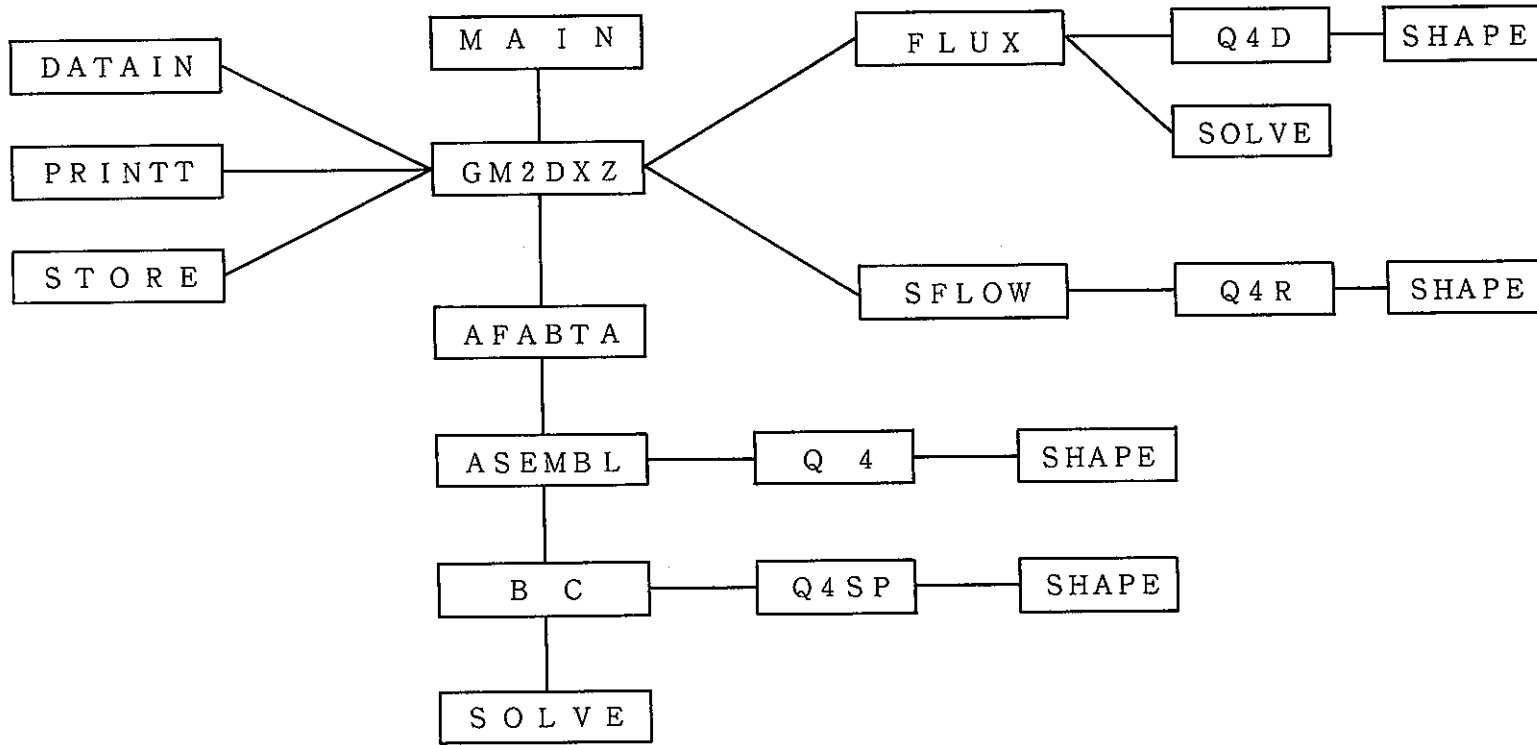 MAIN
FLUX
Q4D
SHAPE
DATAIN
SOLVE
PRINTT
GM2DXZ
STORE
SFLOW
Q4R
SHAPE
AFABTA
ASEMBL
Q 4
SHAPE
B C
Q4SP
SHAPE
SOLVE